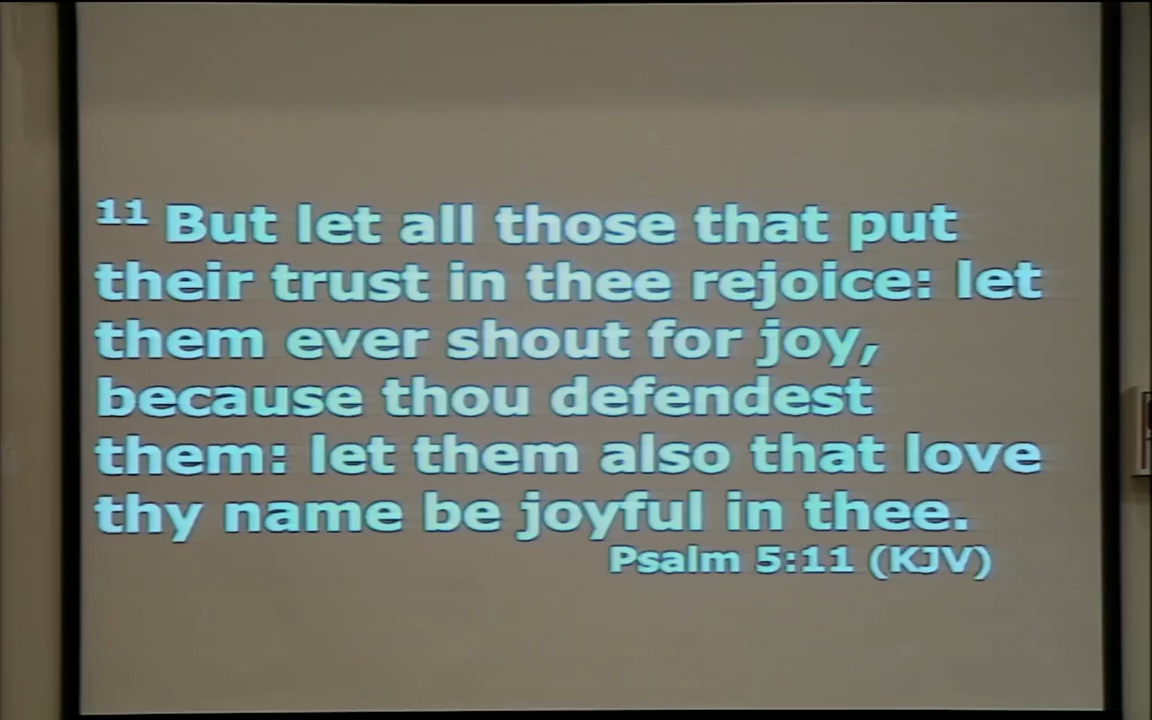 11 But let all those that put
their trust in thee rejoice: let
them ever shout for joy,
because thou defendest
them: let them also that love
thy name be joyful in thee.
Psalm 5:11 (KJV)